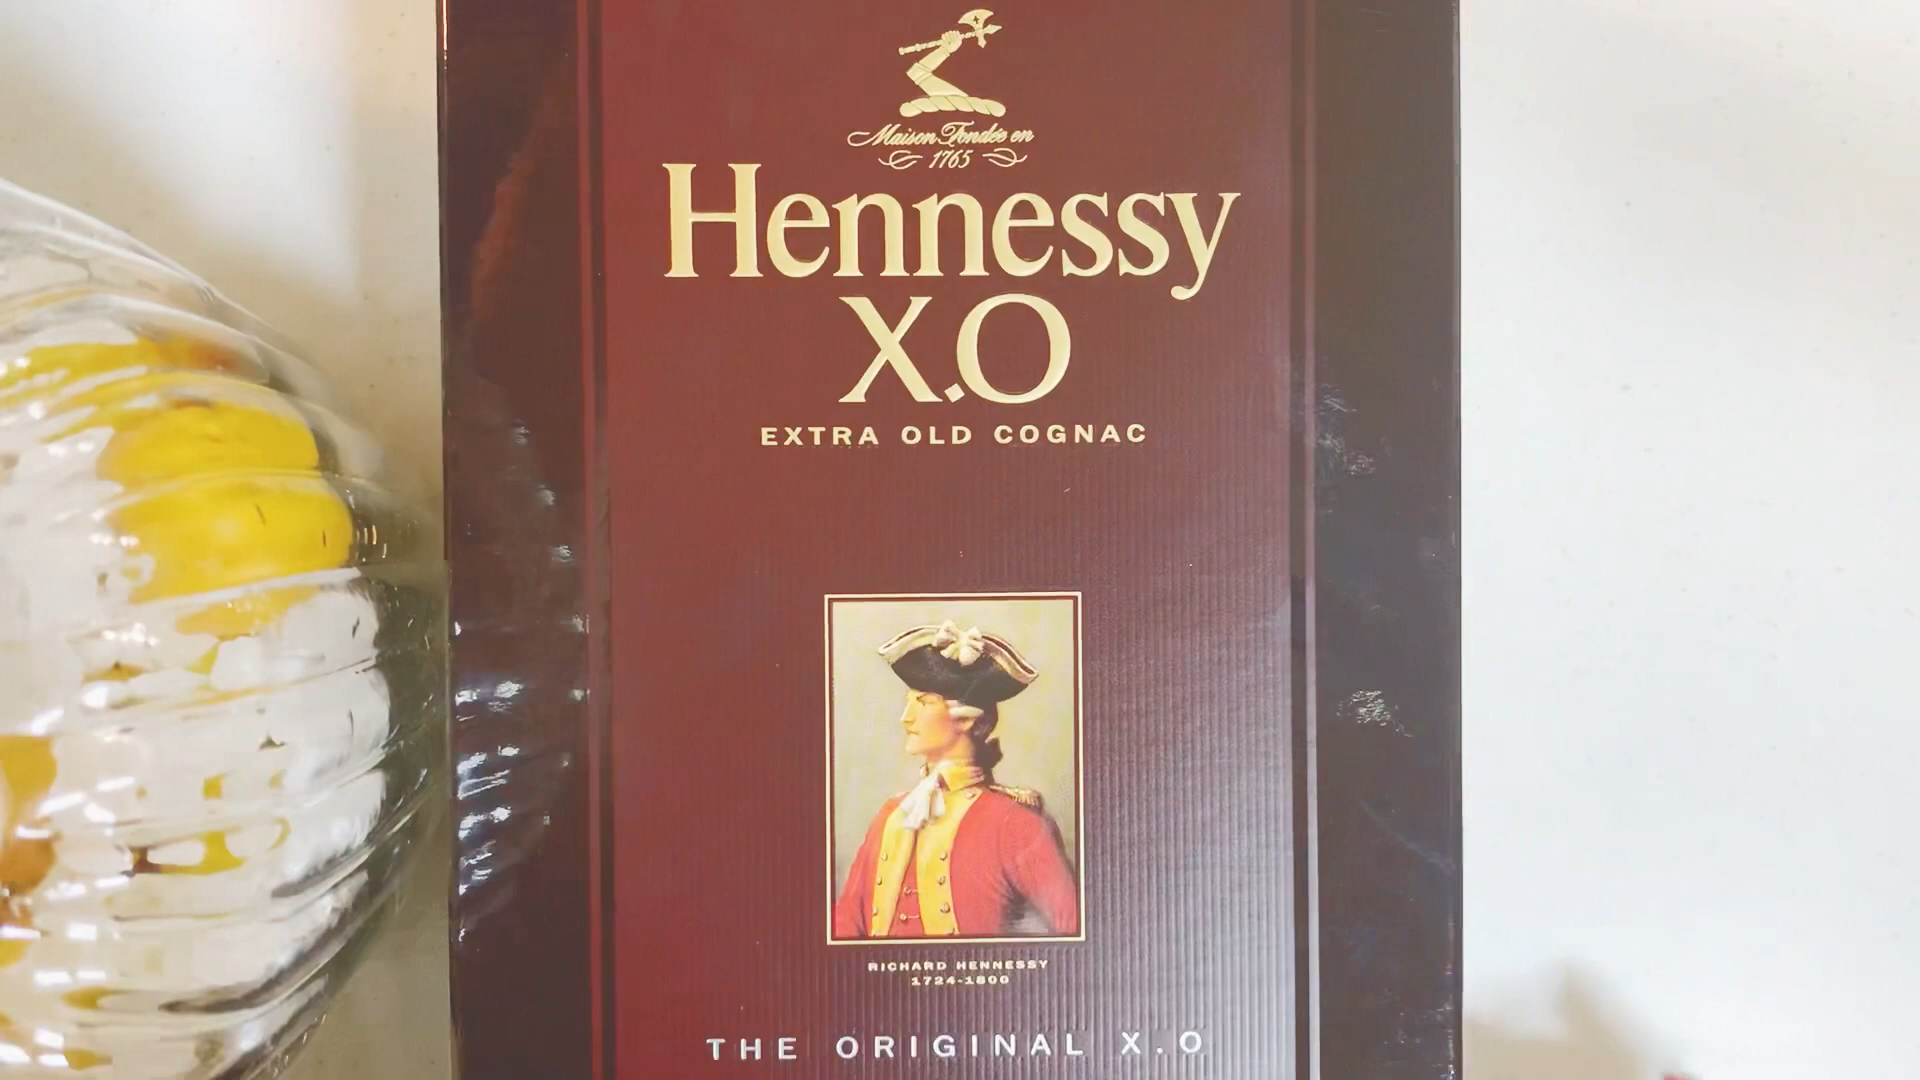 Maison Fondée en
1765
Hennessy
X.O
EXTRA OLD COGNAC
RICHARD HENNESSY
1724-1800
THE ORIGINAL X.O